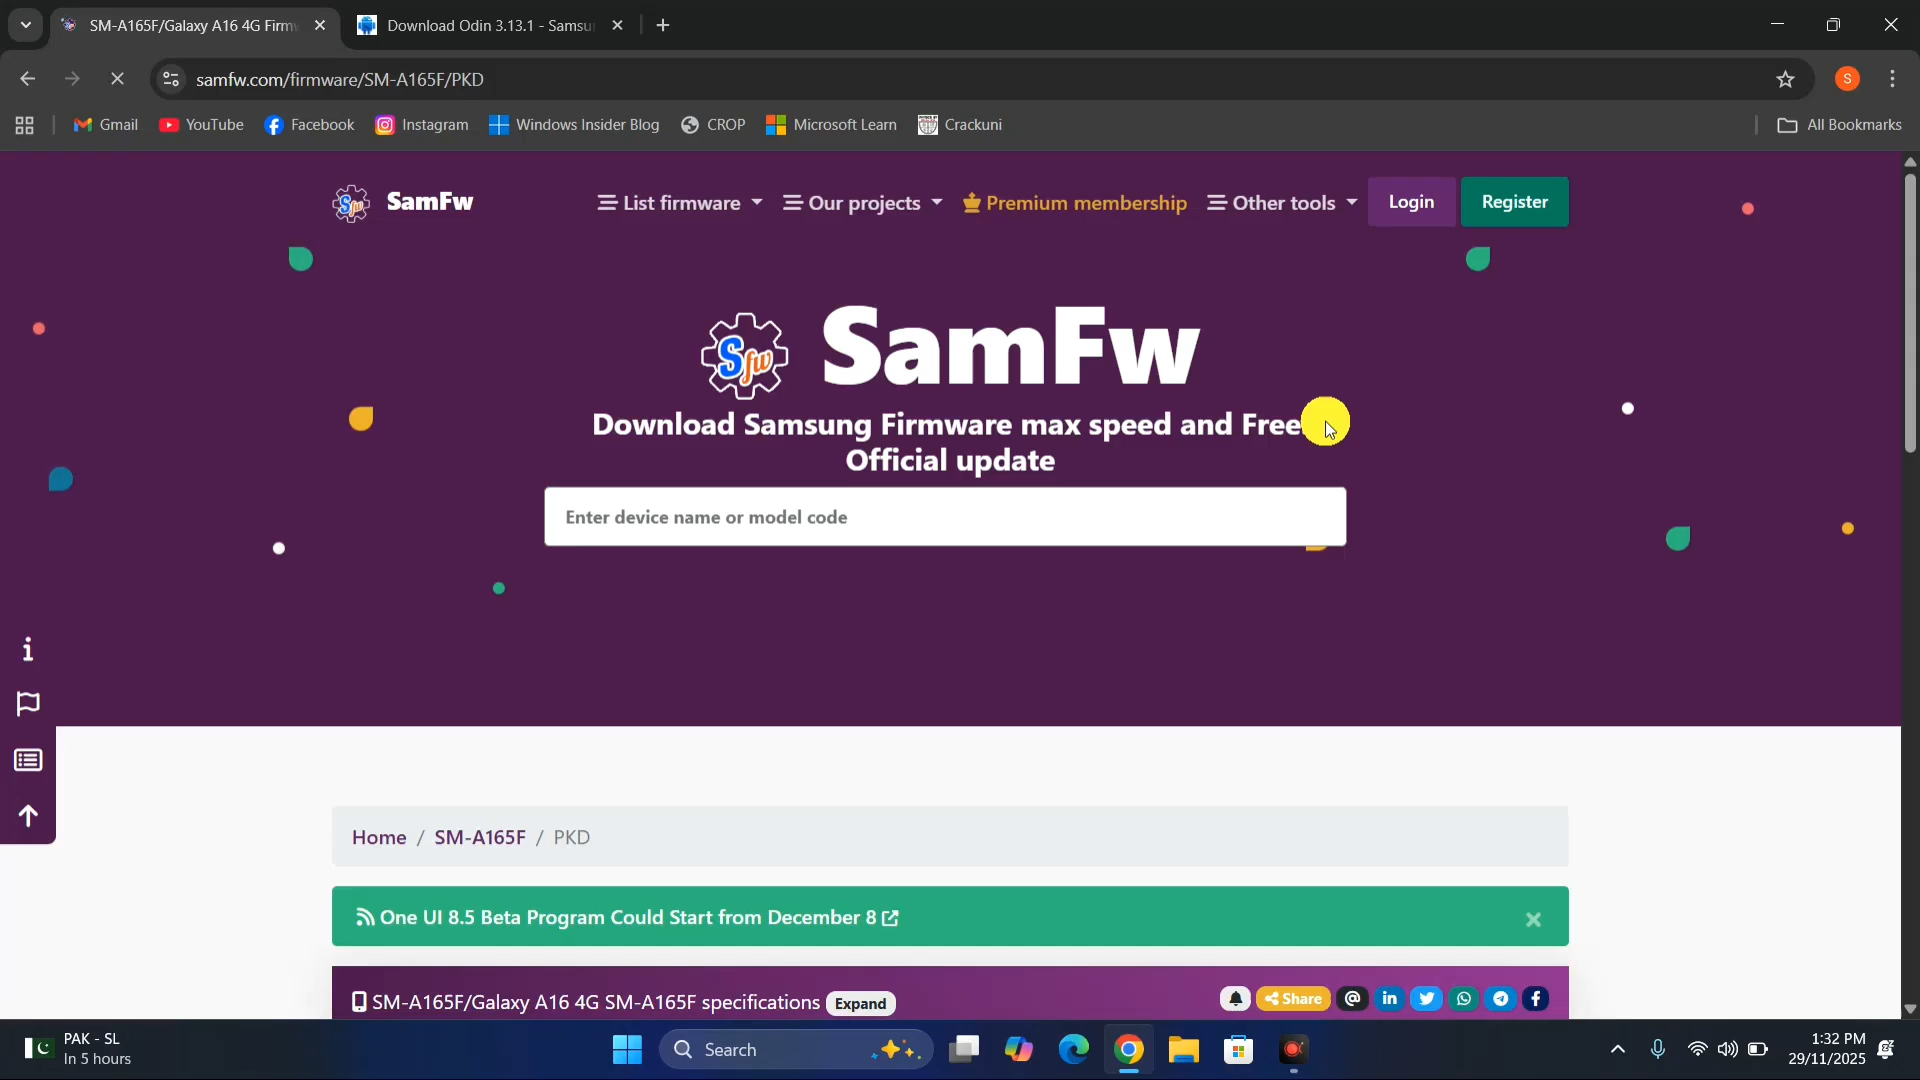 SM-A165F/Galaxy A16 4G Firmw
Download Odin 3.13.1 - Samsu
samfw.com/firmware/SM-A165F/PKD
S
Gmail
YouTube
Facebook
Instagram
Windows Insider Blog
CROP
Microsoft Learn
Crackuni
All Bookmarks
Sfw
SamFw
List firmware
Our projects
Premium membership
Other tools
Login
Register
Sfw
SamFw
Download Samsung Firmware max speed and Free
Official update
Enter device name or model code
Home / SM-A165F / PKD
One UI 8.5 Beta Program Could Start from December 8
SM-A165F/Galaxy A16 4G SM-A165F specifications
Expand
Share
PAK - SL
In 5 hours
Search
1:32 PM
29/11/2025